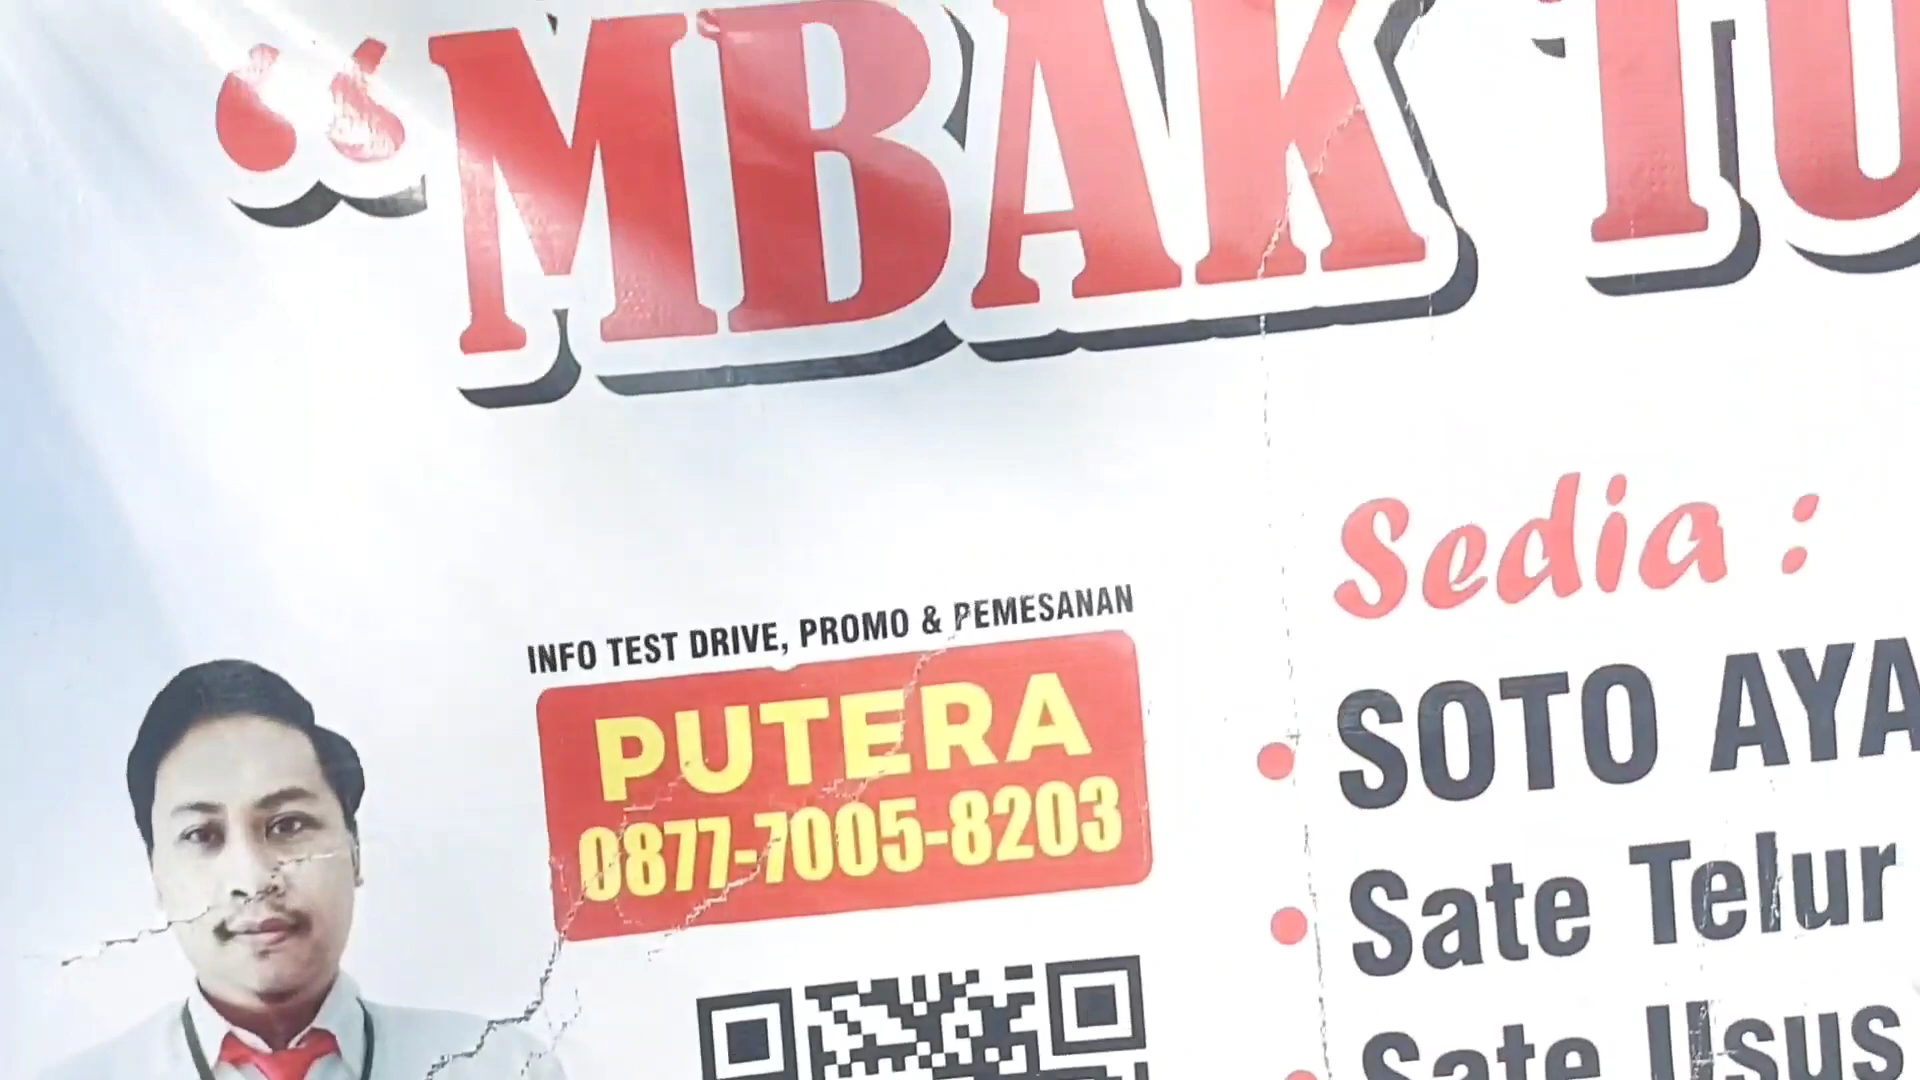 “MBAK
INFO TEST DRIVE, PROMO & PEMESANAN
PUTERA
0877-7005-8203
Sedia :
• SOTO AYA
• Sate Telur
• Sate Usus